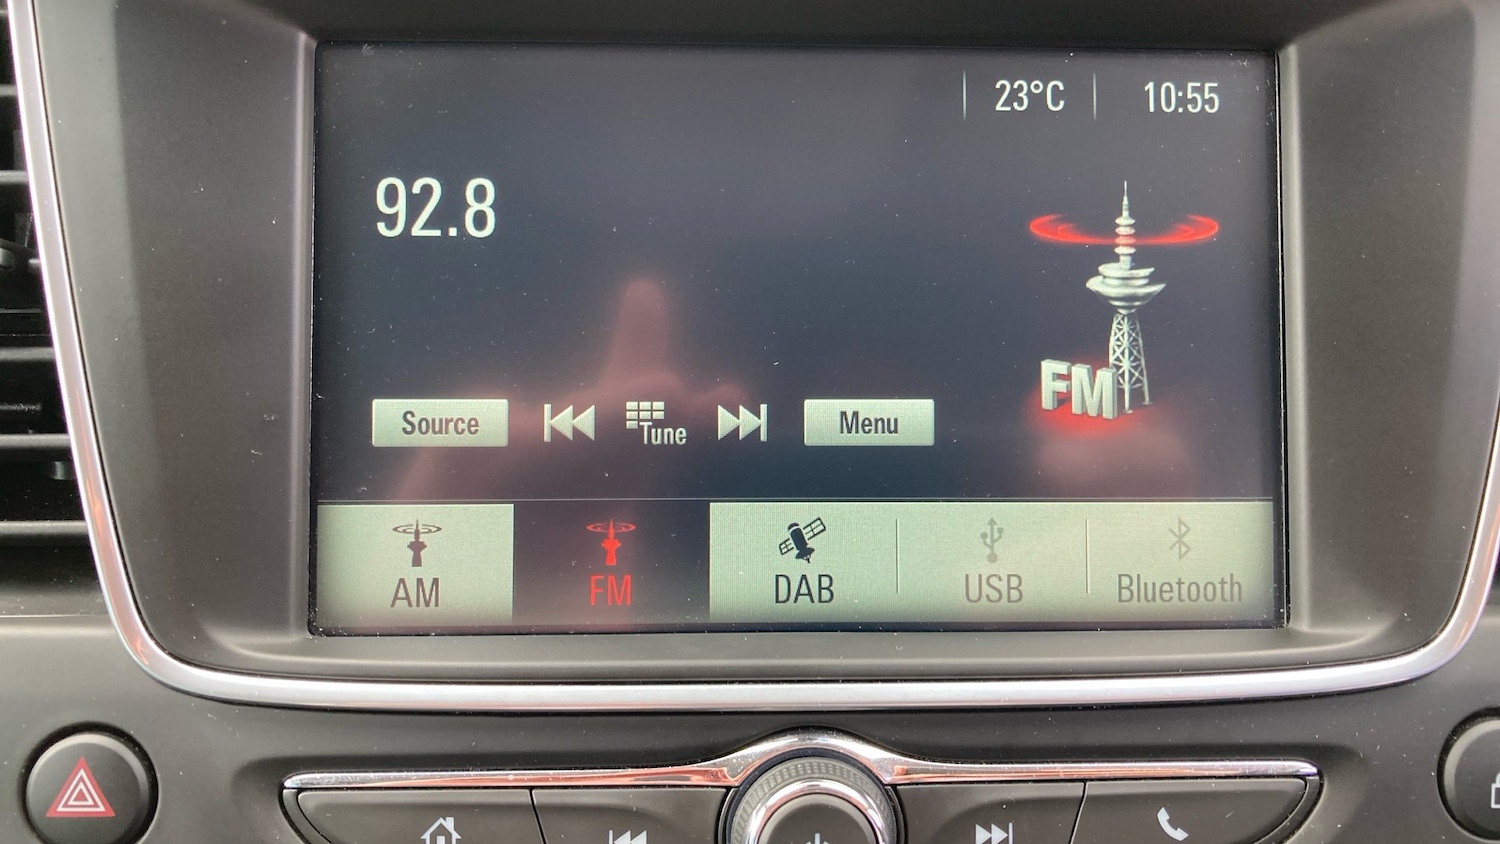 23°C 10:55
92.8
FM
Source Tune Menu
AM FM DAB USB Bluetooth